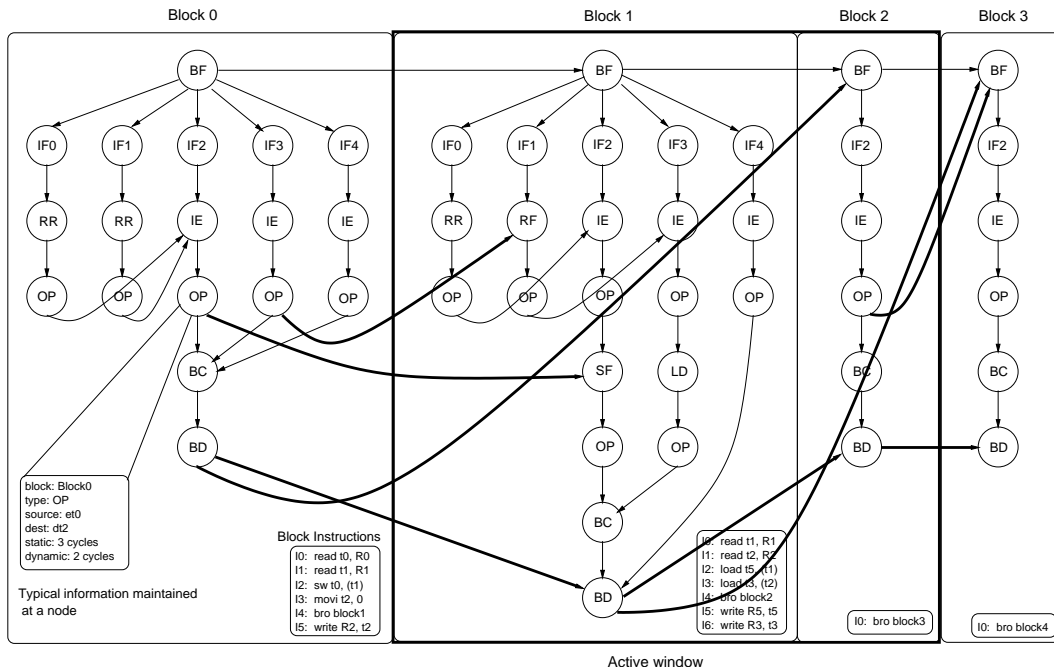 Block 0
Block 1
Block 2
Block 3
BF
BF
BF
BF
IF0
IF1
IF2
IF3
IF4
IF0
IF1
IF2
IF3
IF4
IF2
IF2
RR
RR
IE
IE
IE
RR
RF
IE
IE
IE
IE
IE
OP
OP
OP
OP
OP
OP
OP
OP
OP
OP
OP
OP
BC
SF
LD
BC
BC
BD
OP
OP
BD
BD
BC
BD
block: Block0
type: OP
source: et0
dest: dt2
static: 3 cycles
dynamic: 2 cycles
Typical information maintained
at a node
Block Instructions
I0: read t0, R0
I1: read t1, R1
I2: sw t0, (t1)
I3: movi t2, 0
I4: bro block1
I5: write R2, t2
I0: read t1, R1
I1: read t2, R2
I2: load t5, (t1)
I3: load t3, (t2)
I4: bro block2
I5: write R5, t5
I6: write R3, t3
I0: bro block3
I0: bro block4
Active window